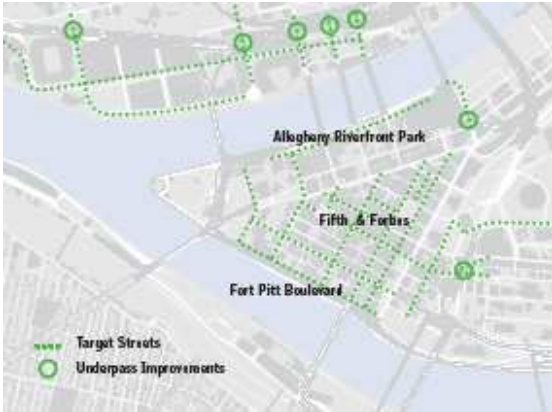 Allegheny Riverfront Park
Fifth & Forbes
Fort Pitt Boulevard
Target Streets
Underpass Improvements